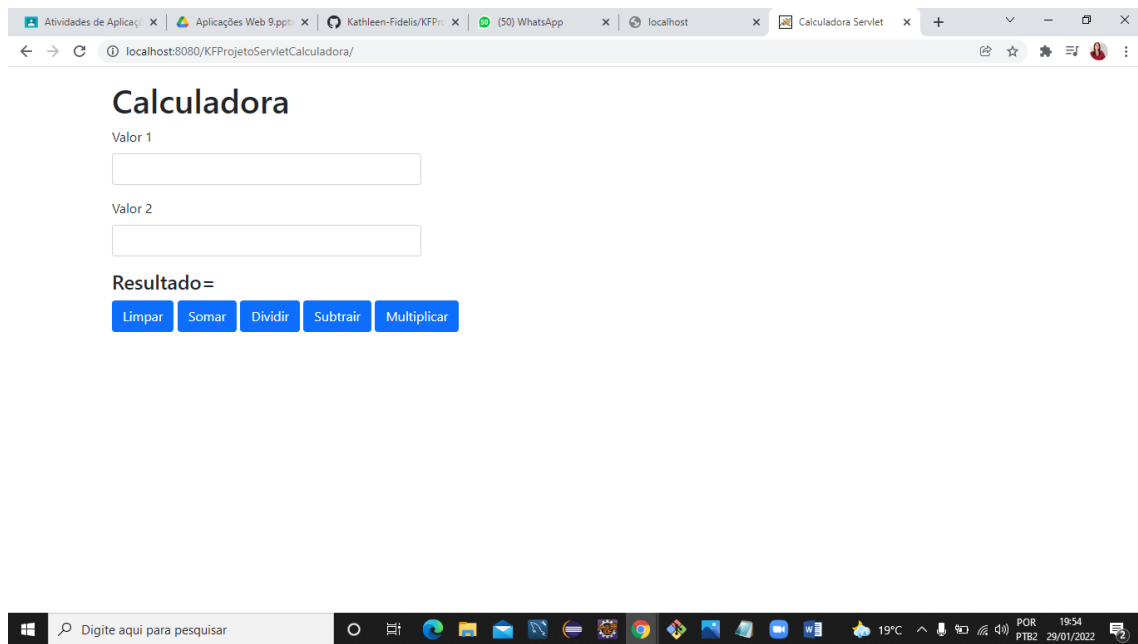 Atividades de Aplicaçã
Aplicações Web 9.ppt
Kathleen-Fidelis/KFPr
(50) WhatsApp
localhost
Calculadora Servlet
localhost:8080/KFProjetoServletCalculadora/
Calculadora
Valor 1
Valor 2
Resultado=
Limpar Somar Dividir Subtrair Multiplicar
Digite aqui para pesquisar
19°C
POR
PTB2
19:54
29/01/2022